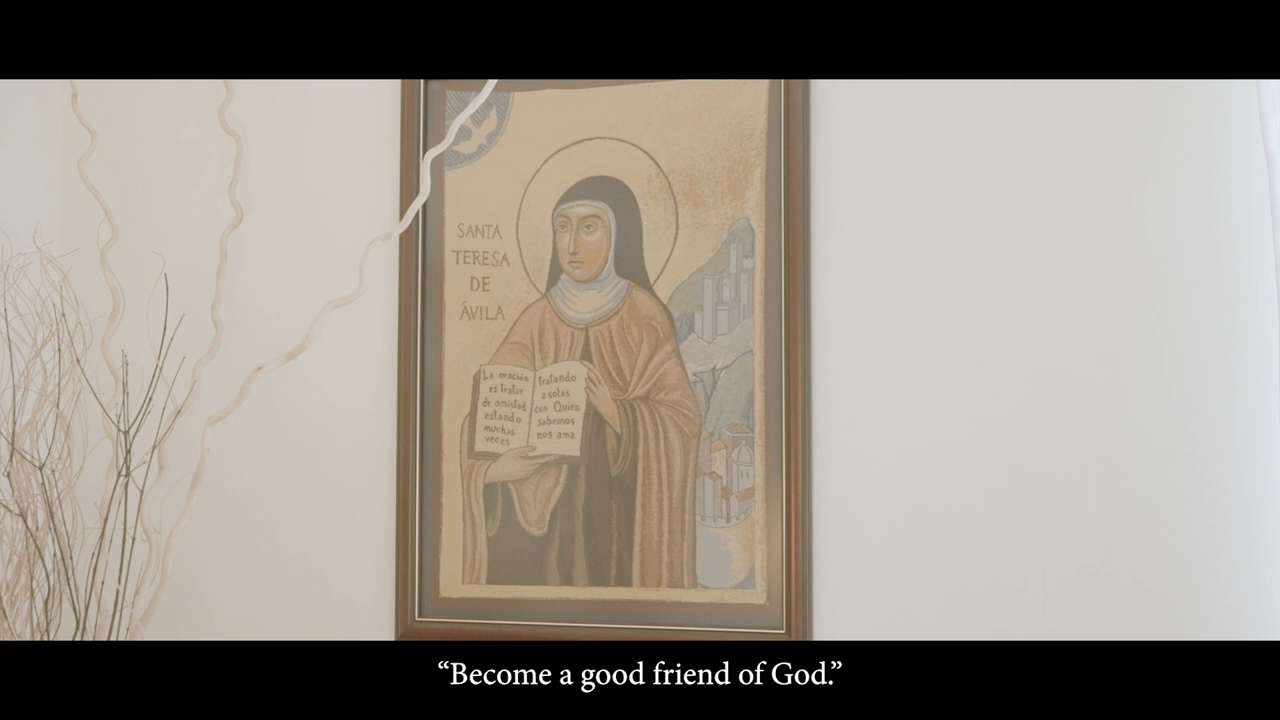 SANTA
TERESA
DE
ÁVILA
La oración
es tratar
de amistad
estando
muchas
veces
tratando
a solas
con Quien
sabemos
nos ama
“Become a good friend of God.”